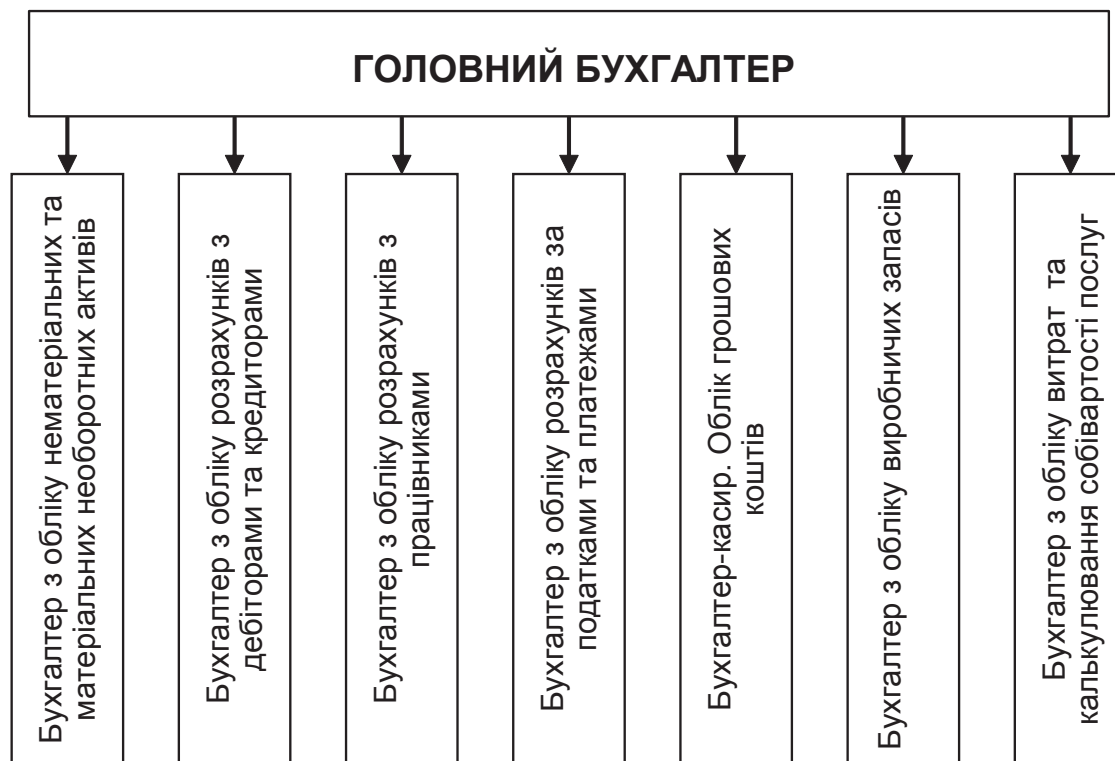 ГОЛОВНИЙ БУХГАЛТЕР
Бухгалтер з обліку нематеріальних та
матеріальних необоротних активів
Бухгалтер з обліку розрахунків з
дебіторами та кредиторами
Бухгалтер з обліку розрахунків з
працівниками
Бухгалтер з обліку розрахунків за
податками та платежами
Бухгалтер-касир. Облік грошових
коштів
Бухгалтер з обліку виробничих запасів
Бухгалтер з обліку витрат та
калькулювання собівартості послуг